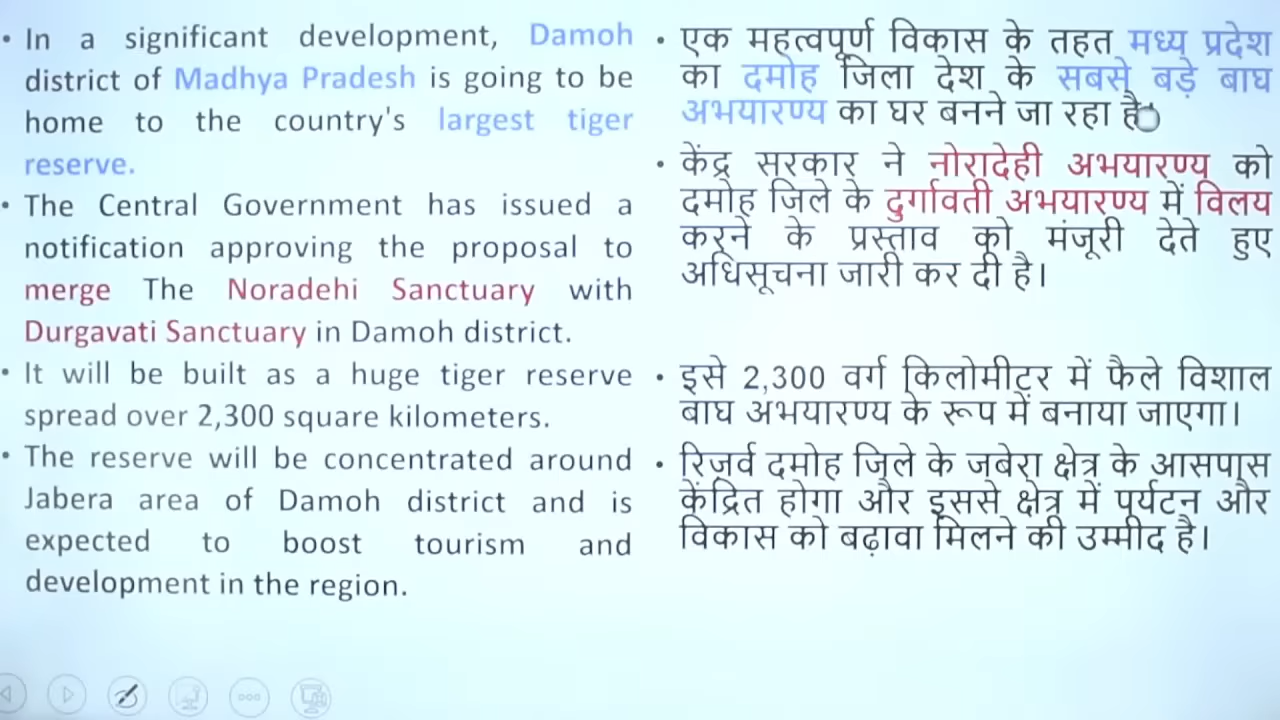 • In a significant development, Damoh
district of Madhya Pradesh is going to be
home to the country's largest tiger
reserve.
• The Central Government has issued a
notification approving the proposal to
merge The Noradehi Sanctuary with
Durgavati Sanctuary in Damoh district.
• It will be built as a huge tiger reserve
spread over 2,300 square kilometers.
• The reserve will be concentrated around
Jabera area of Damoh district and is
expected to boost tourism and
development in the region.
• एक महत्वपूर्ण विकास के तहत मध्य प्रदेश
का दमोह जिला देश के सबसे बड़े बाघ
अभयारण्य का घर बनने जा रहा है
• केंद्र सरकार ने नोरादेही अभयारण्य को
दमोह जिले के दुर्गावती अभयारण्य में विलय
करने के प्रस्ताव को मंजूरी देते हुए
अधिसूचना जारी कर दी है।
• इसे 2,300 वर्ग किलोमीटर में फैले विशाल
बाघ अभयारण्य के रूप में बनाया जाएगा।
• रिजर्व दमोह जिले के जबेरा क्षेत्र के आसपास
केंद्रित होगा और इससे क्षेत्र में पर्यटन और
विकास को बढ़ावा मिलने की उम्मीद है।